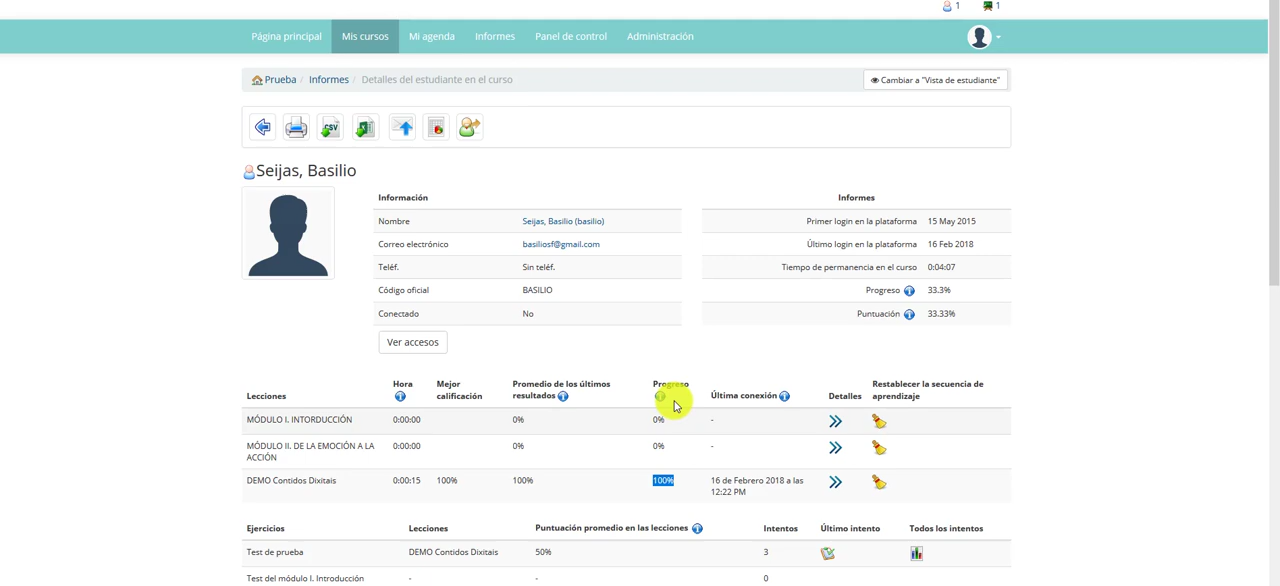 1 1
Página principal Mis cursos Mi agenda Informes Panel de control Administración
Prueba / Informes / Detalles del estudiante en el curso Cambiar a "Vista de estudiante"
CSV
Seijas, Basilio
Información
Nombre Seijas, Basilio (basilio)
Correo electrónico basiliosf@gmail.com
Teléf. Sin teléf.
Código oficial BASILIO
Conectado No
Ver accesos
Informes
Primer login en la plataforma 15 May 2015
Último login en la plataforma 16 Feb 2018
Tiempo de permanencia en el curso 0:04:07
Progreso 33.3%
Puntuación 33.33%
Lecciones Hora Mejor calificación Promedio de los últimos resultados Progreso Última conexión Detalles Restablecer la secuencia de aprendizaje
MÓDULO I. INTORDUCCIÓN 0:00:00 0% 0% -
MÓDULO II. DE LA EMOCIÓN A LA ACCIÓN 0:00:00 0% 0% -
DEMO Contidos Dixitais 0:00:15 100% 100% 100% 16 de Febrero 2018 a las 12:22 PM
Ejercicios Lecciones Puntuación promedio en las lecciones Intentos Último intento Todos los intentos
Test de prueba DEMO Contidos Dixitais 50% 3
Test del módulo I. Introducción - - 0